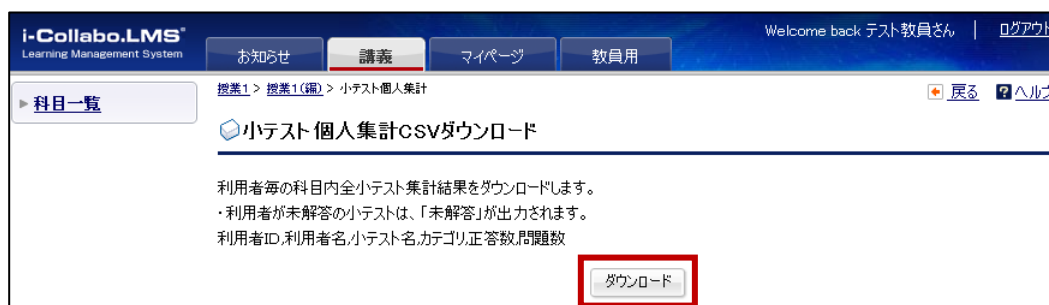 i-Collabo.LMS
Learning Management System
Welcome back テスト教員さん | ログアウト
お知らせ 講義 マイページ 教員用
科目一覧
授業1 > 授業1(編) > 小テスト個人集計
戻る ヘルプ
小テスト個人集計CSVダウンロード
利用者毎の科目内全小テスト集計結果をダウンロードします。
・利用者が未解答の小テストは、「未解答」が出力されます。
利用者ID,利用者名,小テスト名,カテゴリ,正答数,問題数
ダウンロード